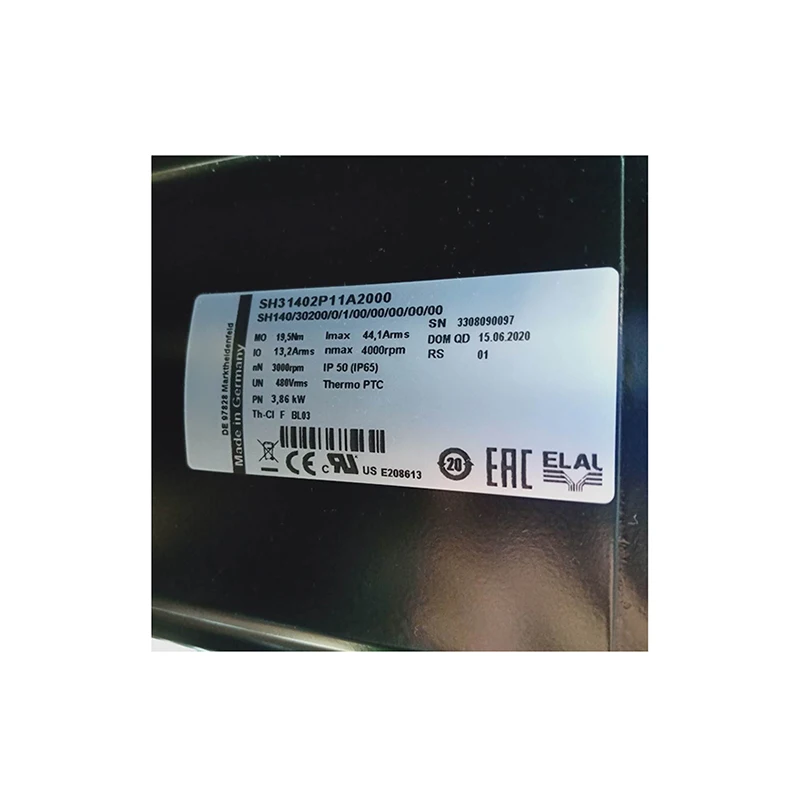 DE 97828 Marktheidenfeld
Made in Germany
SH31402P11A2000
SH140/30200/0/1/00/00/00/00/00
SN 3308090097
DOM QD 15.06.2020
RS 01
MO 19,5Nm Imax 44,1Arms
IO 13,2Arms nmax 4000rpm
nN 3000rpm IP 50 (IP65)
UN 480Vrms Thermo PTC
PN 3,86 kW
Th-Cl F BL03
CE C RU US E208613
20
EAC
ELAU